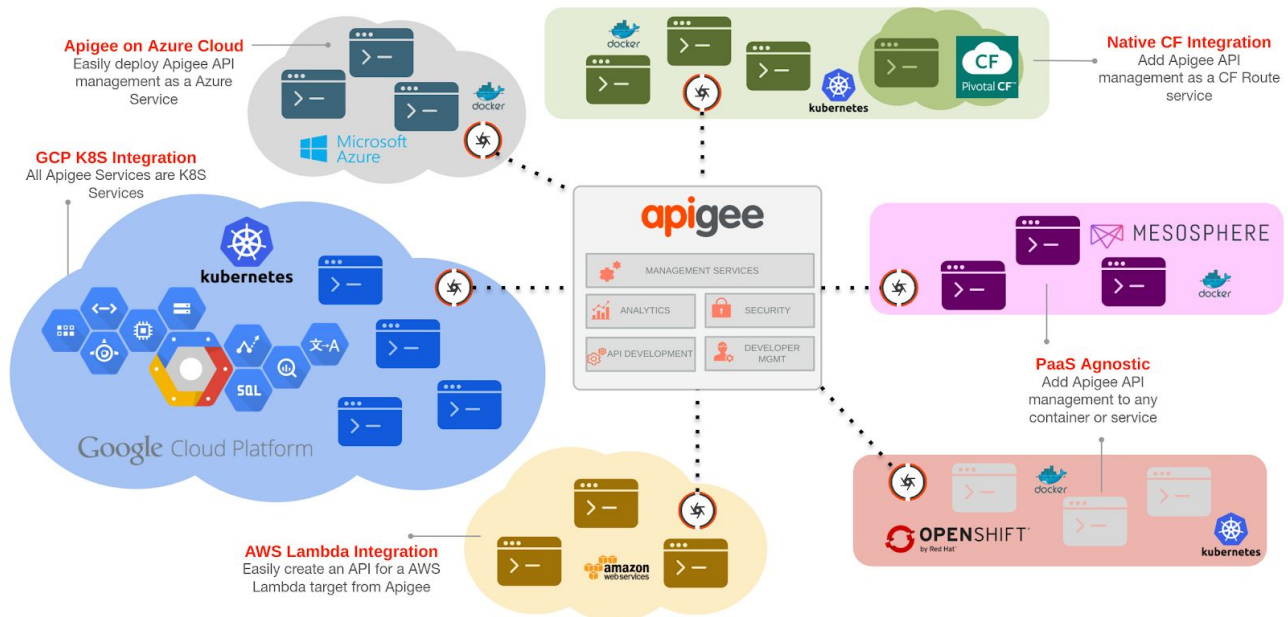 Apigee on Azure Cloud
Easily deploy Apigee API
management as a Azure
Service
docker
Microsoft
Azure
docker
kubernetes
CF
Pivotal CF™
Native CF Integration
Add Apigee API
management as a CF Route
service
GCP K8S Integration
All Apigee Services are K8S
Services
kubernetes
文→A
SQL
Google Cloud Platform
apigee
MANAGEMENT SERVICES
ANALYTICS
SECURITY
API DEVELOPMENT
DEVELOPER
MGMT
MESOSPHERE
docker
PaaS Agnostic
Add Apigee API
management to any
container or service
docker
OPENSHIFT
by Red Hat®
kubernetes
AWS Lambda Integration
Easily create an API for a AWS
Lambda target from Apigee
amazon
webservices